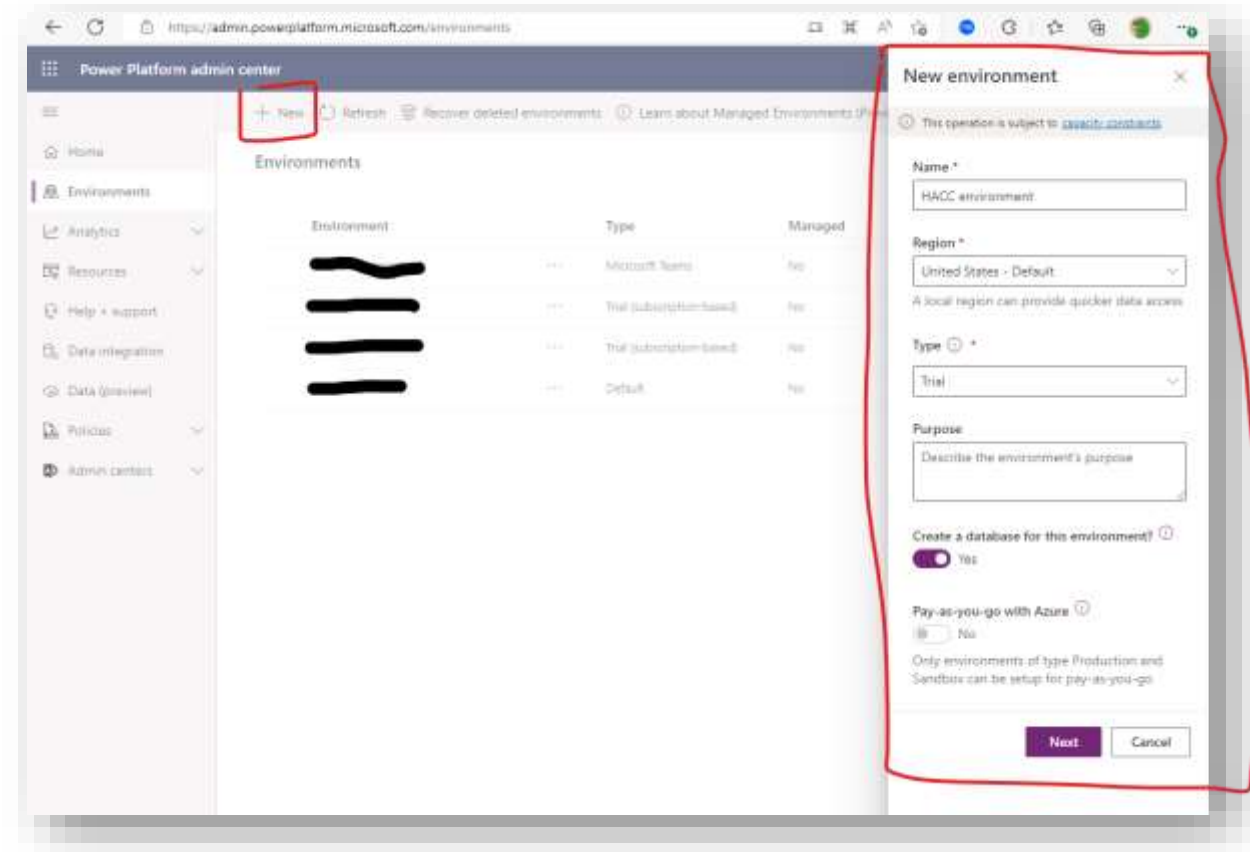 https://admin.powerplatform.microsoft.com/environments
Power Platform admin center
New Refresh Recover deleted environments Learn about Managed Environments
Home
Environments
Analytics
Resources
Help + support
Data integration
Data (preview)
Policies
Admin centers
Environments
Environment Type Managed
Microsoft Teams No
Trial (subscription-based) No
Trial (subscription-based) No
Default No
New environment
This operation is subject to capacity constraints
Name *
HACC environment
Region *
United States - Default
A local region can provide quicker data access
Type *
Trial
Purpose
Describe the environment's purpose
Create a database for this environment?
Yes
Pay-as-you-go with Azure
No
Only environments of type Production and
Sandbox can be setup for pay-as-you-go
Next Cancel